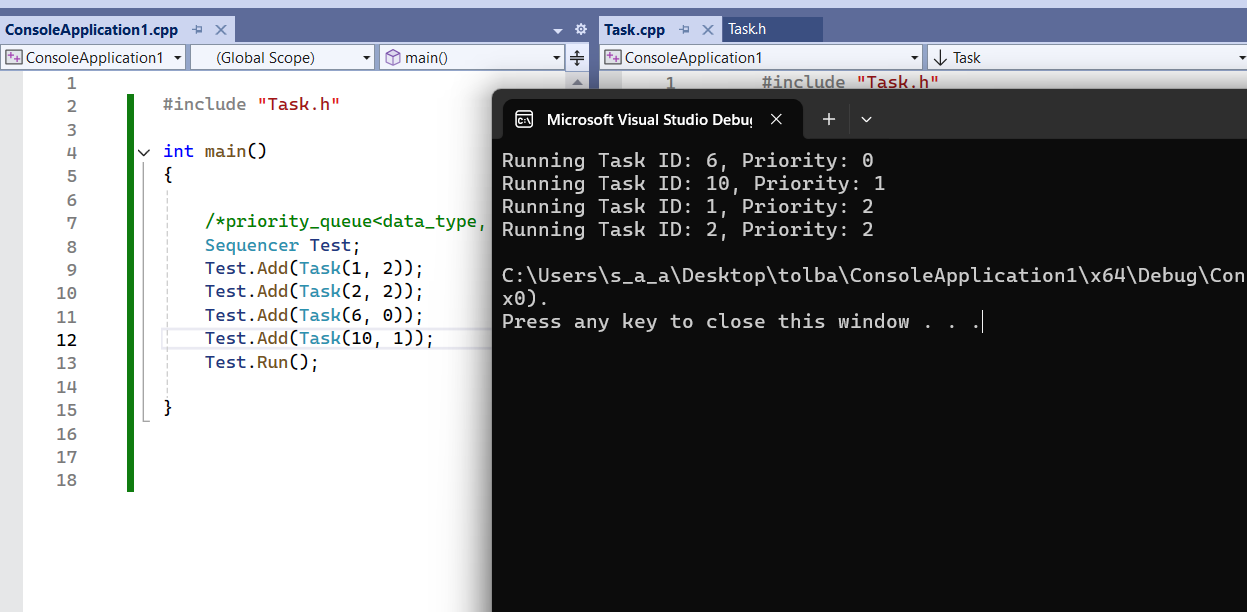 ConsoleApplication1.cpp
Task.cpp
Task.h
ConsoleApplication1
(Global Scope)
main()
ConsoleApplication1
Task
1
2 #include "Task.h"
3
4 int main()
5 {
6
7 /*priority_queue<data_type,
8 Sequencer Test;
9 Test.Add(Task(1, 2));
10 Test.Add(Task(2, 2));
11 Test.Add(Task(6, 0));
12 Test.Add(Task(10, 1));
13 Test.Run();
14
15 }
16
17
18
1 #include "Task.h"
Microsoft Visual Studio Debu
Running Task ID: 6, Priority: 0
Running Task ID: 10, Priority: 1
Running Task ID: 1, Priority: 2
Running Task ID: 2, Priority: 2
C:\Users\s_a_a\Desktop\tolba\ConsoleApplication1\x64\Debug\Con
x0).
Press any key to close this window . . .